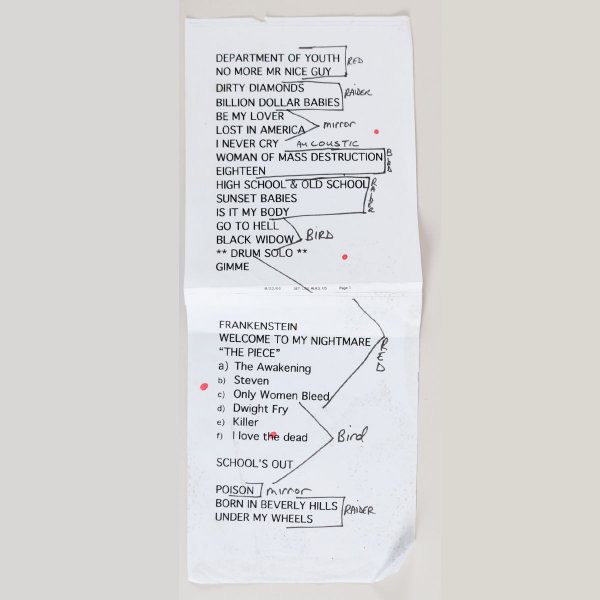 DEPARTMENT OF YOUTH
NO MORE MR NICE GUY
RED
DIRTY DIAMONDS
BILLION DOLLAR BABIES
RAIDER
BE MY LOVER
LOST IN AMERICA
mirror
I NEVER CRY AUCOUSTIC
WOMAN OF MASS DESTRUCTION
EIGHTEEN
BIRD
HIGH SCHOOL & OLD SCHOOL
SUNSET BABIES
IS IT MY BODY
RAIDER
GO TO HELL
BLACK WIDOW
BIRD
** DRUM SOLO **
GIMME
Page 1
FRANKENSTEIN
WELCOME TO MY NIGHTMARE
"THE PIECE"
RED
a) The Awakening
b) Steven
c) Only Women Bleed
d) Dwight Fry
e) Killer
f) I love the dead
Bird
SCHOOL'S OUT
POISON mirror
BORN IN BEVERLY HILLS
UNDER MY WHEELS
RAIDER